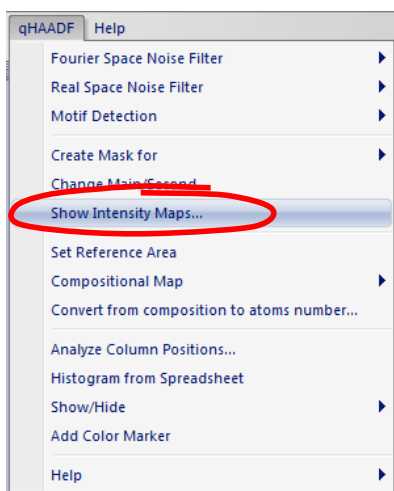 qHAADF Help
Fourier Space Noise Filter
Real Space Noise Filter
Motif Detection
Create Mask for
Change Main/Second...
Show Intensity Maps...
Set Reference Area
Compositional Map
Convert from composition to atoms number...
Analyze Column Positions...
Histogram from Spreadsheet
Show/Hide
Add Color Marker
Help